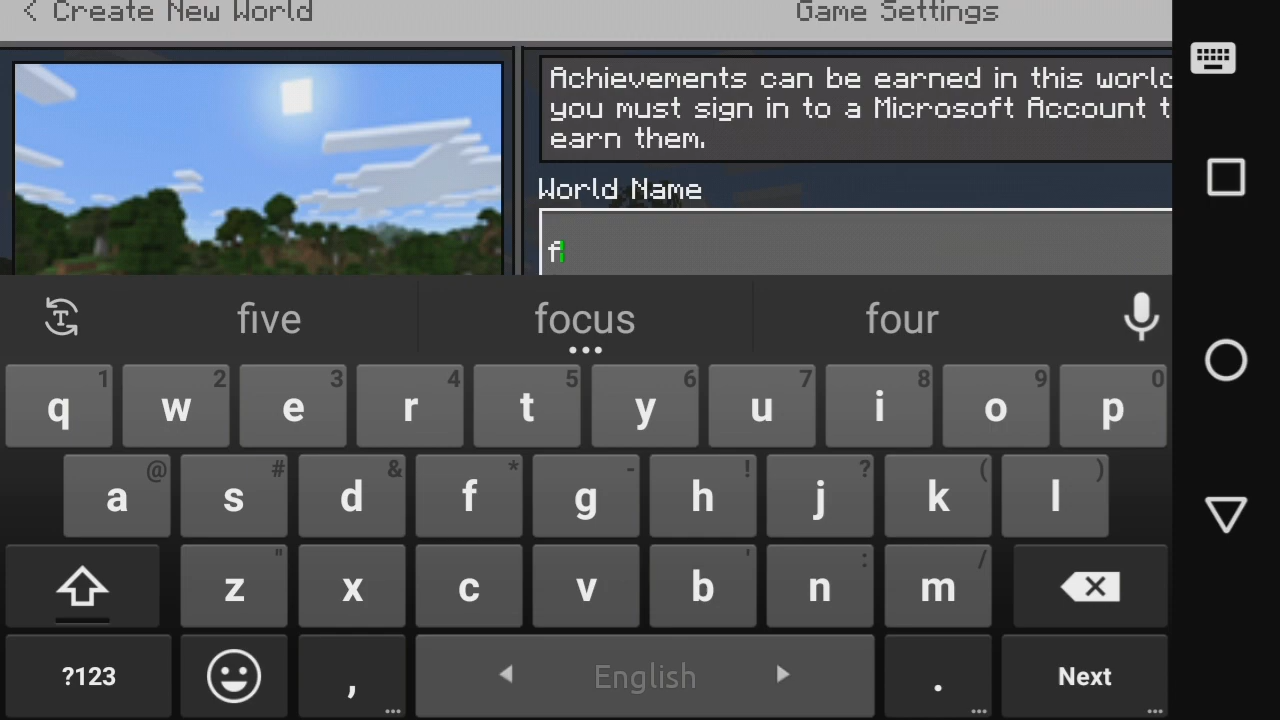 < Create New World
Game Settings
Achievements can be earned in this world
you must sign in to a Microsoft Account t
earn them.
World Name
f
five focus four
q 1 w 2 e 3 r 4 t 5 y 6 u 7 i 8 o 9 p 0
a @ s # d & f * g - h ! j ? k ( l )
z " x c v b ' n : m /
?123 , English . Next